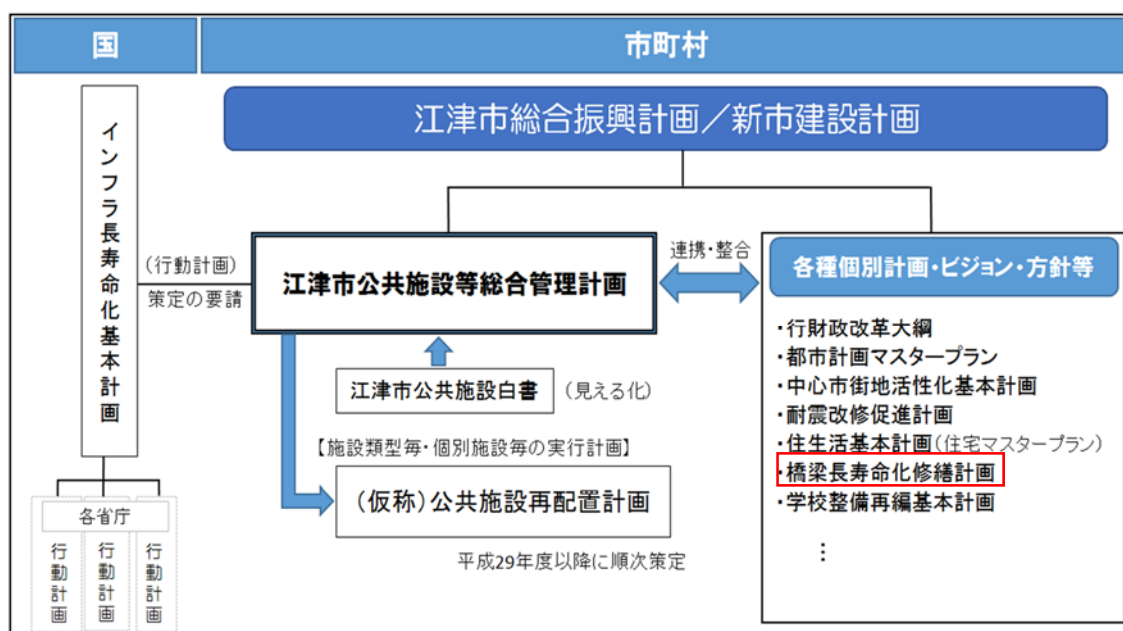 国
市町村
江津市総合振興計画／新市建設計画
インフラ長寿命化基本計画
(行動計画)
策定の要請
江津市公共施設等総合管理計画
連携・整合
各種個別計画・ビジョン・方針等
・行財政改革大綱
・都市計画マスタープラン
・中心市街地活性化基本計画
・耐震改修促進計画
・住生活基本計画(住宅マスタープラン)
・橋梁長寿命化修繕計画
・学校整備再編基本計画
⋮
江津市公共施設白書
(見える化)
【施設類型毎・個別施設毎の実行計画】
(仮称)公共施設再配置計画
平成29年度以降に順次策定
各省庁
行動計画
行動計画
行動計画